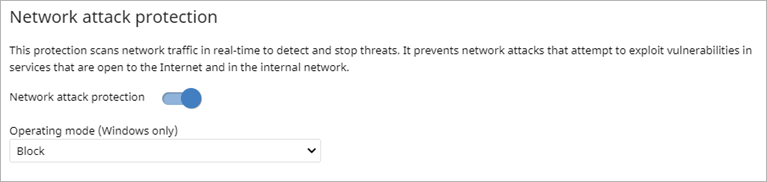 Network attack protection
This protection scans network traffic in real-time to detect and stop threats. It prevents network attacks that attempt to exploit vulnerabilities in
services that are open to the Internet and in the internal network.
Network attack protection
Operating mode (Windows only)
Block